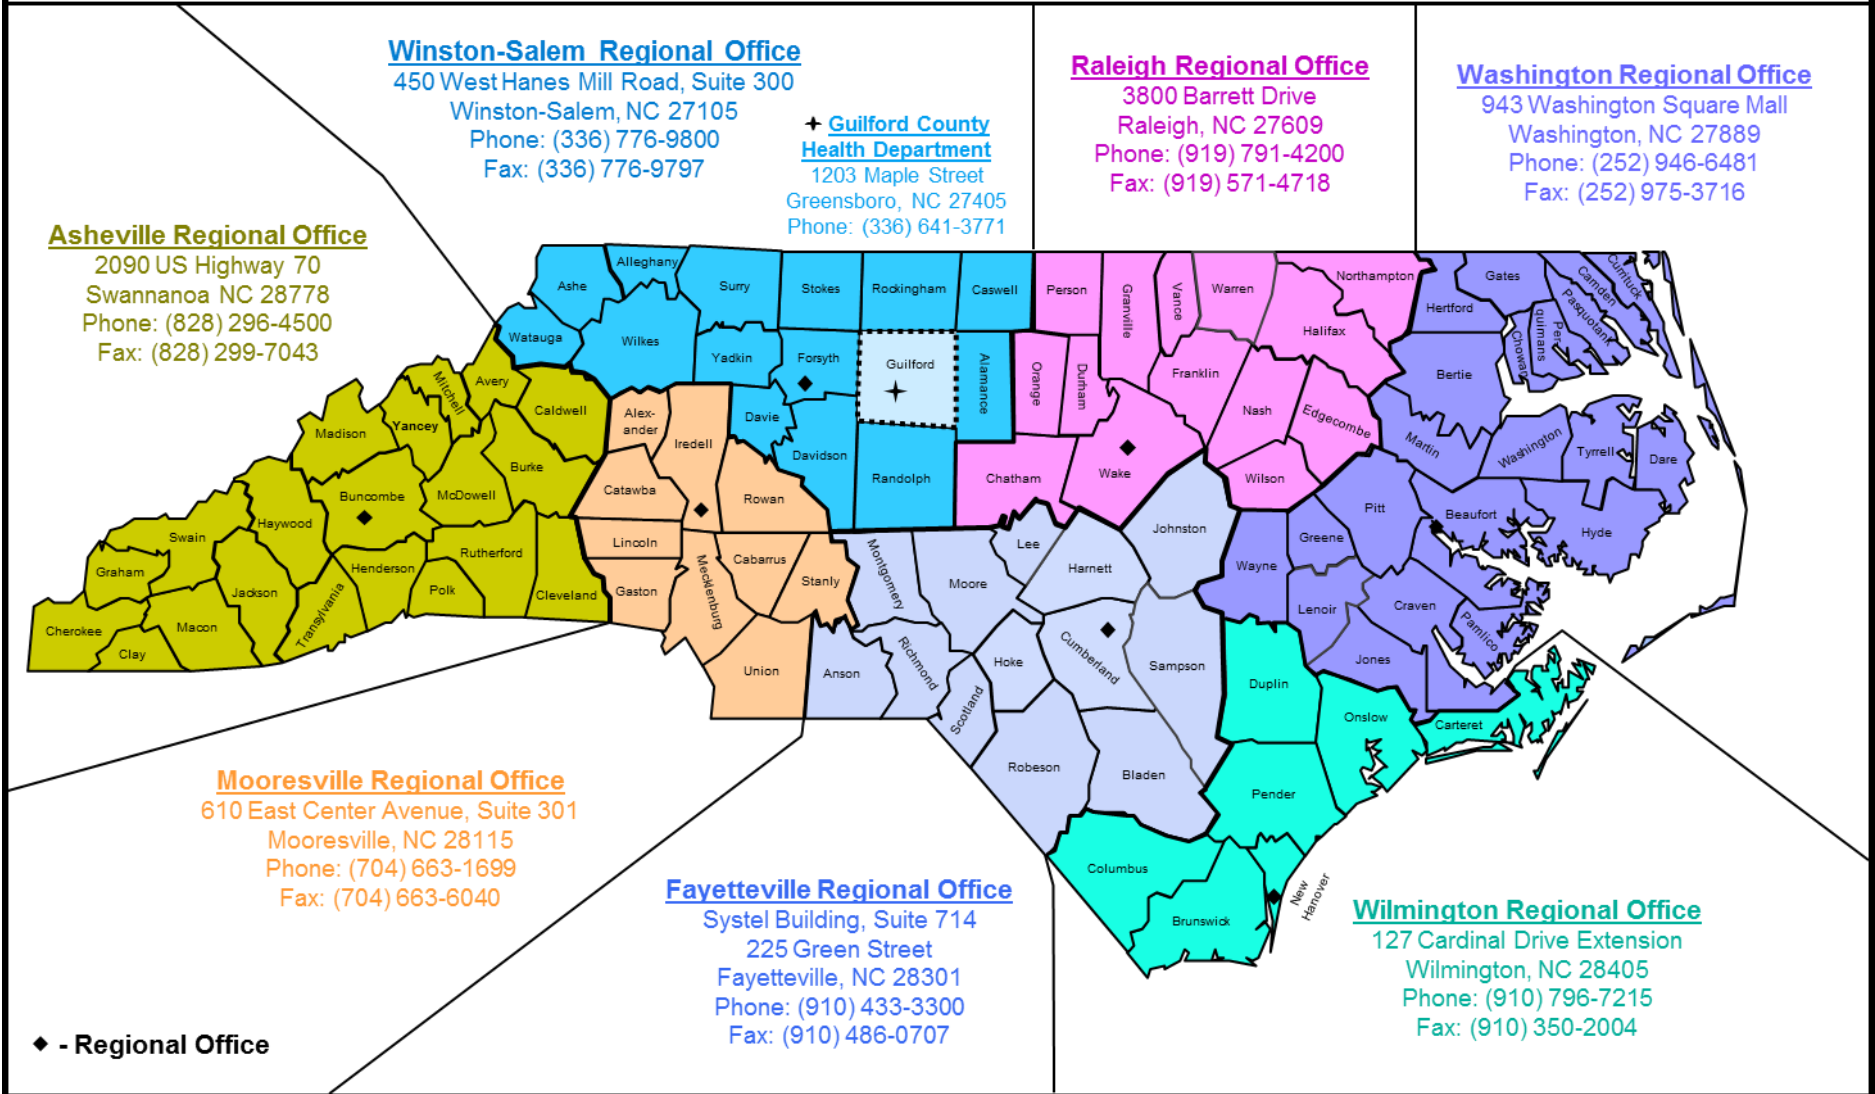 Winston-Salem Regional Office
450 West Hanes Mill Road, Suite 300
Winston-Salem, NC 27105
Phone: (336) 776-9800
Fax: (336) 776-9797
Guilford County
Health Department
1203 Maple Street
Greensboro, NC 27405
Phone: (336) 641-3771
Raleigh Regional Office
3800 Barrett Drive
Raleigh, NC 27609
Phone: (919) 791-4200
Fax: (919) 571-4718
Washington Regional Office
943 Washington Square Mall
Washington, NC 27889
Phone: (252) 946-6481
Fax: (252) 975-3716
Asheville Regional Office
2090 US Highway 70
Swannanoa NC 28778
Phone: (828) 296-4500
Fax: (828) 299-7043
Ashe
Alleghany
Surry
Stokes
Rockingham
Caswell
Person
Granville
Vance
Warren
Northampton
Halifax
Hertford
Gates
Currituck
Camden
Pasquotank
Per-
quimans
Chowan
Watauga
Wilkes
Yadkin
Forsyth
Guilford
Alamance
Orange
Durham
Franklin
Nash
Edgecombe
Bertie
Martin
Washington
Tyrrell
Dare
Mitchell
Avery
Caldwell
Alex-
ander
Iredell
Davie
Davidson
Randolph
Chatham
Wake
Wilson
Madison
Yancey
Burke
McDowell
Buncombe
Haywood
Swain
Graham
Catawba
Rowan
Johnston
Pitt
Beaufort
Hyde
Greene
Wayne
Lenoir
Craven
Pamlico
Jones
Rutherford
Henderson
Polk
Cleveland
Jackson
Transylvania
Macon
Cherokee
Clay
Lincoln
Gaston
Mecklenburg
Cabarrus
Stanly
Union
Montgomery
Moore
Lee
Harnett
Anson
Richmond
Scotland
Hoke
Cumberland
Sampson
Robeson
Bladen
Duplin
Onslow
Carteret
Pender
Columbus
Brunswick
New
Hanover
Mooresville Regional Office
610 East Center Avenue, Suite 301
Mooresville, NC 28115
Phone: (704) 663-1699
Fax: (704) 663-6040
Fayetteville Regional Office
Systel Building, Suite 714
225 Green Street
Fayetteville, NC 28301
Phone: (910) 433-3300
Fax: (910) 486-0707
Wilmington Regional Office
127 Cardinal Drive Extension
Wilmington, NC 28405
Phone: (910) 796-7215
Fax: (910) 350-2004
- Regional Office